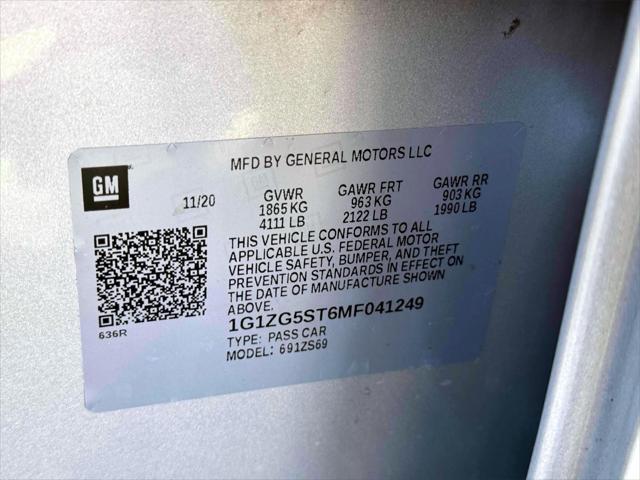 MFD BY GENERAL MOTORS LLC
GM
11/20
GVWR GAWR FRT GAWR RR
1865 KG 963 KG 903 KG
4111 LB 2122 LB 1990 LB
THIS VEHICLE CONFORMS TO ALL
APPLICABLE U.S. FEDERAL MOTOR
VEHICLE SAFETY, BUMPER, AND THEFT
PREVENTION STANDARDS IN EFFECT ON
THE DATE OF MANUFACTURE SHOWN
ABOVE.
1G1ZG5ST6MF041249
TYPE: PASS CAR
MODEL: 691ZS69
636R